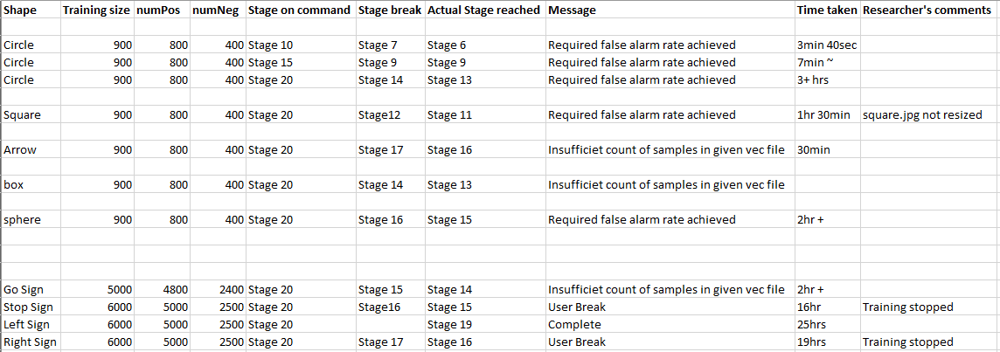 Shape Training size numPos numNeg Stage on command Stage break Actual Stage reached Message Time taken Researcher's comments
Circle 900 800 400 Stage 10 Stage 7 Stage 6 Required false alarm rate achieved 3min 40sec
Circle 900 800 400 Stage 15 Stage 9 Stage 9 Required false alarm rate achieved 7min ~
Circle 900 800 400 Stage 20 Stage 14 Stage 13 Required false alarm rate achieved 3+ hrs
Square 900 800 400 Stage 20 Stage12 Stage 11 Required false alarm rate achieved 1hr 30min square.jpg not resized
Arrow 900 800 400 Stage 20 Stage 17 Stage 16 Insufficiet count of samples in given vec file 30min
box 900 800 400 Stage 20 Stage 14 Stage 13 Insufficiet count of samples in given vec file
sphere 900 800 400 Stage 20 Stage 16 Stage 15 Required false alarm rate achieved 2hr +
Go Sign 5000 4800 2400 Stage 20 Stage 15 Stage 14 Insufficiet count of samples in given vec file 2hr +
Stop Sign 6000 5000 2500 Stage 20 Stage16 Stage 15 User Break 16hr Training stopped
Left Sign 6000 5000 2500 Stage 20 Stage 19 Complete 25hrs
Right Sign 6000 5000 2500 Stage 20 Stage 17 Stage 16 User Break 19hrs Training stopped